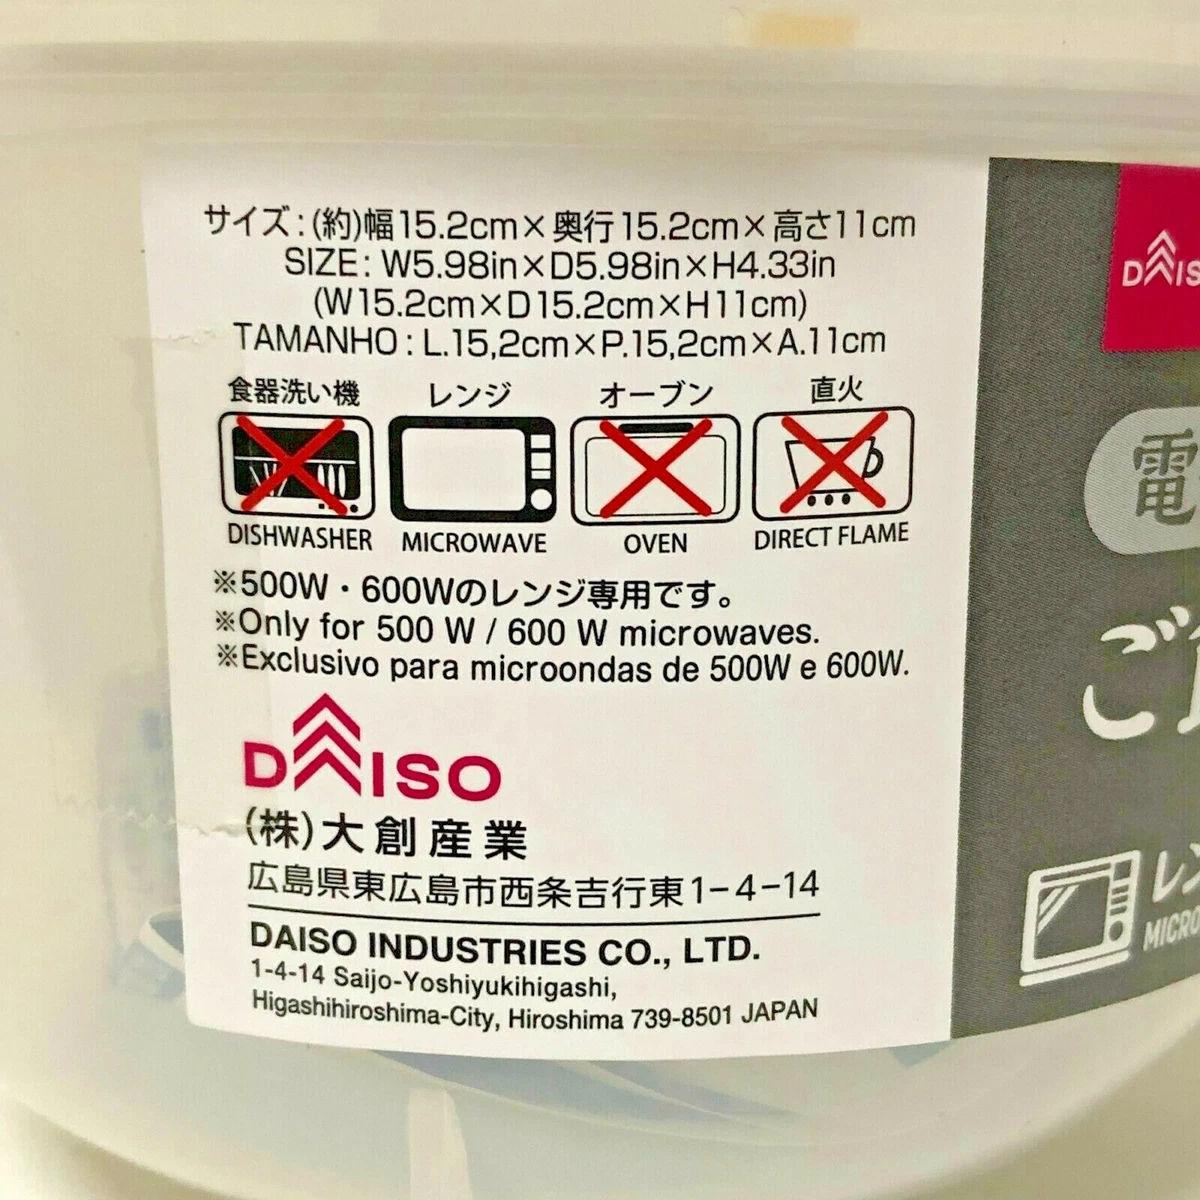 サイズ:(約)幅15.2cm×奥行15.2cm×高さ11cm
SIZE: W5.98in×D5.98in×H4.33in
(W15.2cm×D15.2cm×H11cm)
TAMANHO: L.15,2cm×P.15,2cm×A.11cm
食器洗い機 レンジ オーブン 直火
DISHWASHER MICROWAVE OVEN DIRECT FLAME
※500W・600Wのレンジ専用です。
※Only for 500 W / 600 W microwaves.
※Exclusivo para microondas de 500W e 600W.
DAISO
(株)大創産業
広島県東広島市西条吉行東1-4-14
DAISO INDUSTRIES CO., LTD.
1-4-14 Saijo-Yoshiyukihigashi,
Higashihiroshima-City, Hiroshima 739-8501 JAPAN
DAIS
電
ご
レン
MICRO